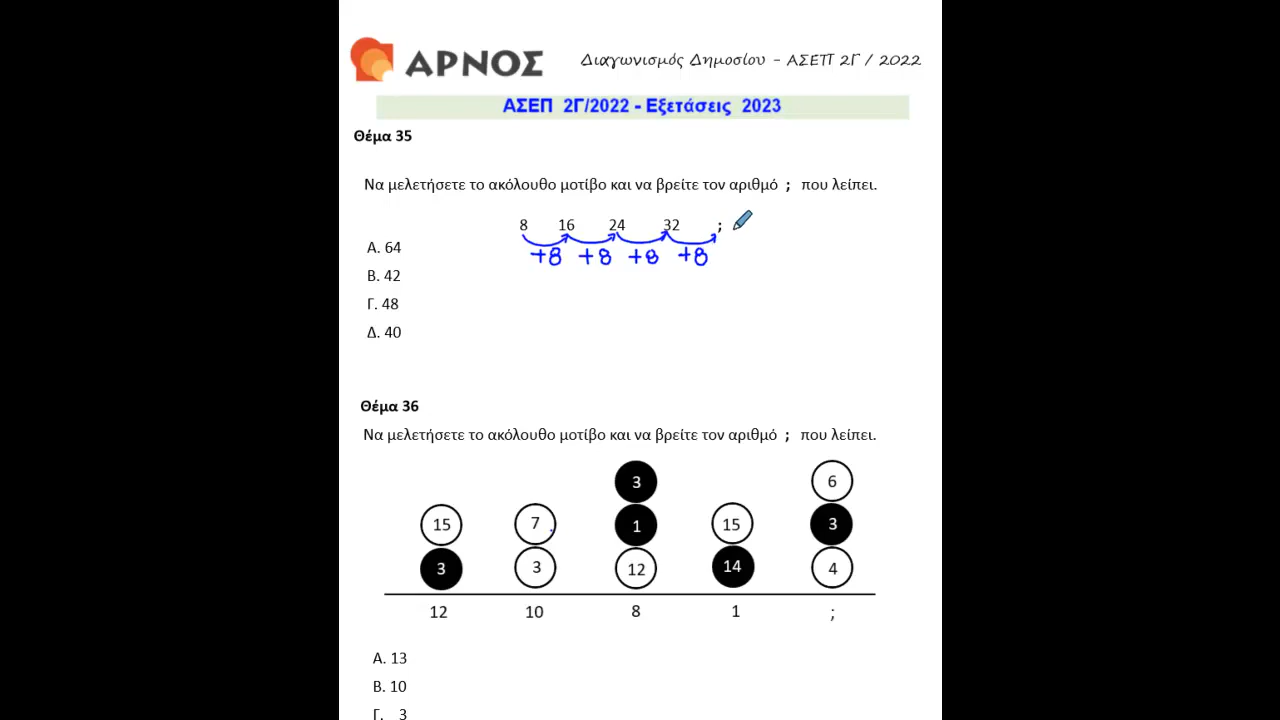 ΑΡΝΟΣ
Διαγωνισμός Δημοσίου - ΑΣΕΠ 2Γ / 2022
ΑΣΕΠ 2Γ/2022 - Εξετάσεις 2023
Θέμα 35
Να μελετήσετε το ακόλουθο μοτίβο και να βρείτε τον αριθμό ; που λείπει.
8 16 24 32 ;
+8 +8 +8 +8
Α. 64
Β. 42
Γ. 48
Δ. 40
Θέμα 36
Να μελετήσετε το ακόλουθο μοτίβο και να βρείτε τον αριθμό ; που λείπει.
3 6
15 7 1 15 3
3 3 12 14 4
12 10 8 1 ;
Α. 13
Β. 10
Γ. 3